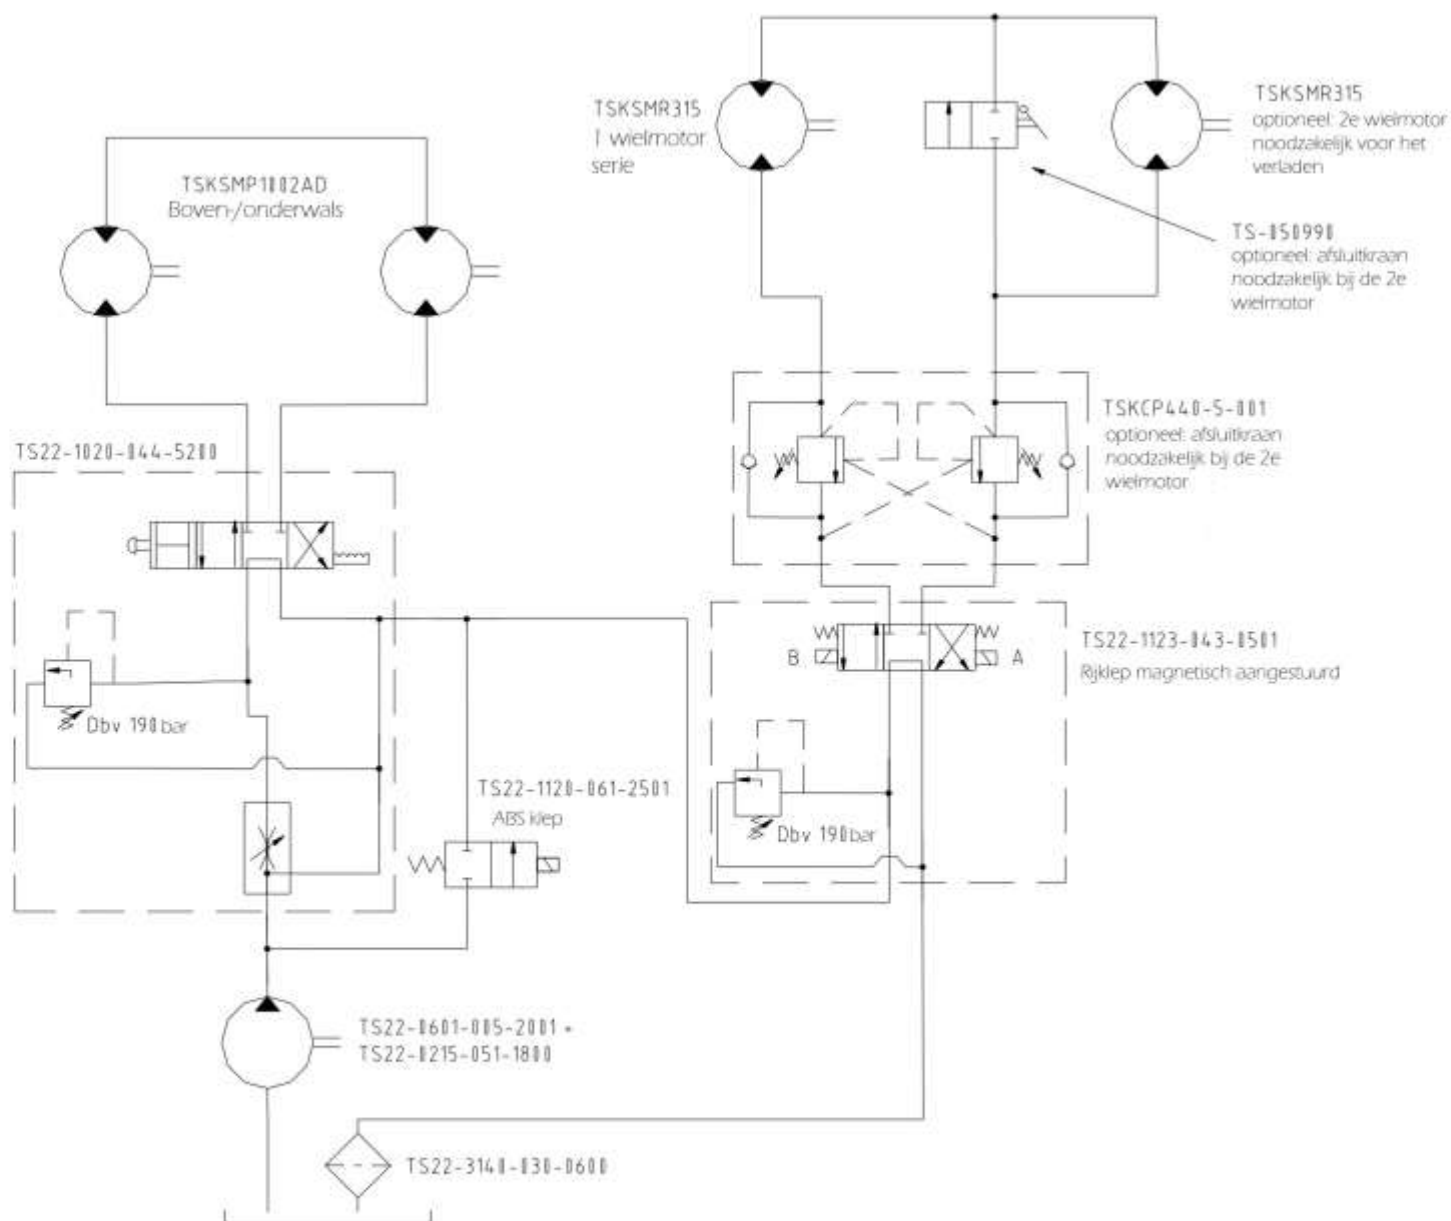 TSKSMR315
1 wielmotor
serie
TSKSMR315
optioneel: 2e wielmotor
noodzakelijk voor het
verladen
TSKSMP1002AD
Boven-/onderwals
TS-050990
optioneel: afsluitkraan
noodzakelijk bij de 2e
wielmotor
TSKCP440-5-001
optioneel: afsluitkraan
noodzakelijk bij de 2e
wielmotor
TS22-1020-044-5200
B
A
TS22-1123-043-0501
Rijklep magnetisch aangestuurd
Dbv 190 bar
TS22-1120-061-2501
ABS klep
Dbv 190 bar
TS22-0601-005-2001 +
TS22-0215-051-1800
TS22-3140-030-0600